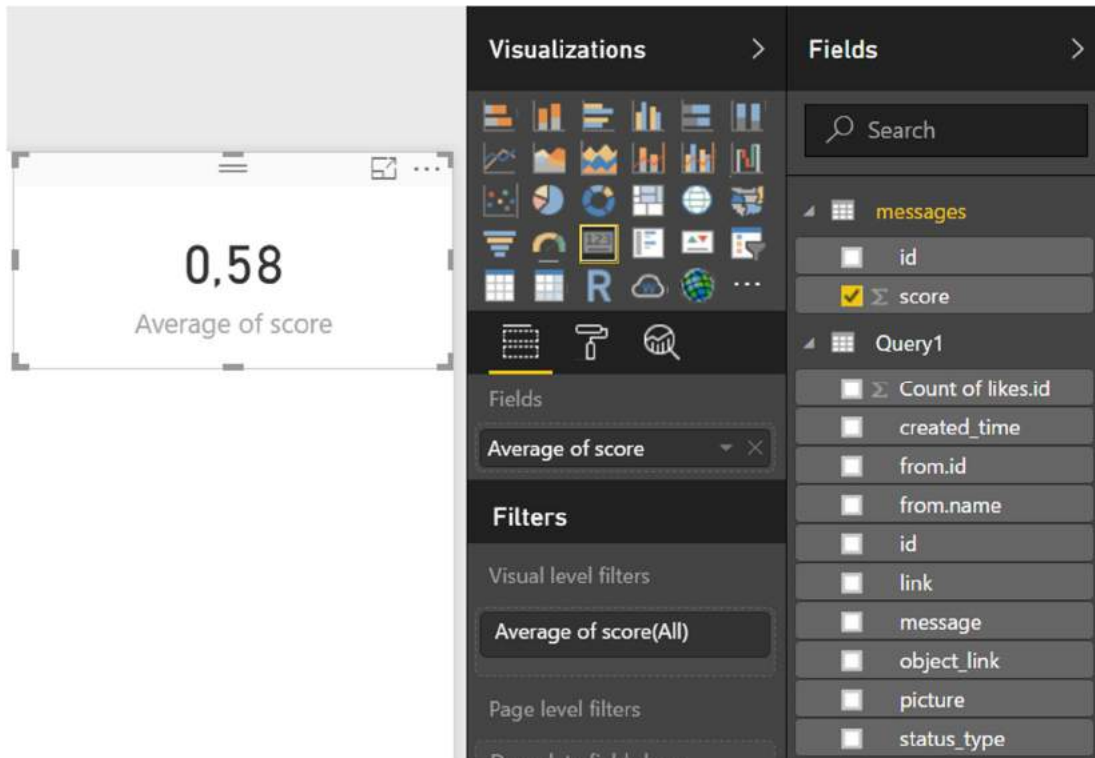 0,58
Average of score
Visualizations
123
R
Fields
Average of score
Filters
Visual level filters
Average of score(All)
Page level filters
Fields
Search
messages
id
score
Query1
Count of likes.id
created_time
from.id
from.name
id
link
message
object_link
picture
status_type